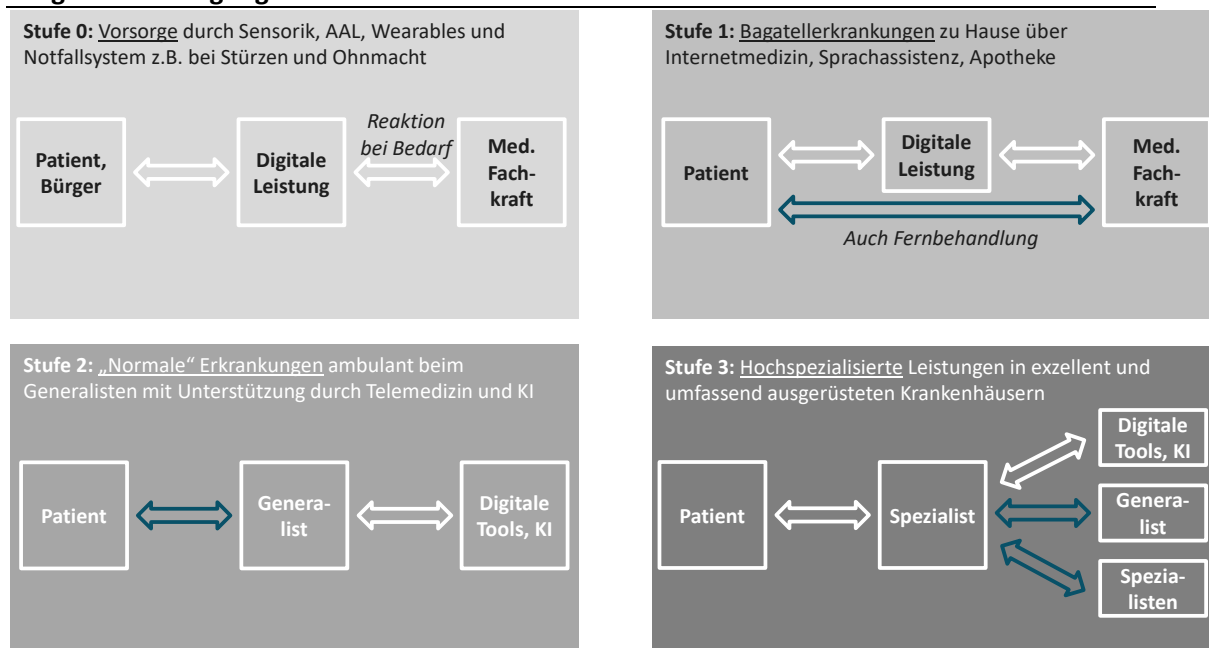 Stufe 0: Vorsorge durch Sensorik, AAL, Wearables und
Notfallsystem z.B. bei Stürzen und Ohnmacht
Patient,
Bürger
Digitale
Leistung
Reaktion
bei Bedarf
Med.
Fach-
kraft
Stufe 1: Bagatellerkrankungen zu Hause über
Internetmedizin, Sprachassistenz, Apotheke
Patient
Digitale
Leistung
Med.
Fach-
kraft
Auch Fernbehandlung
Stufe 2: „Normale“ Erkrankungen ambulant beim
Generalisten mit Unterstützung durch Telemedizin und KI
Patient
Genera-
list
Digitale
Tools, KI
Stufe 3: Hochspezialisierte Leistungen in exzellent und
umfassend ausgerüsteten Krankenhäusern
Patient
Spezialist
Digitale
Tools, KI
Genera-
list
Spezia-
listen